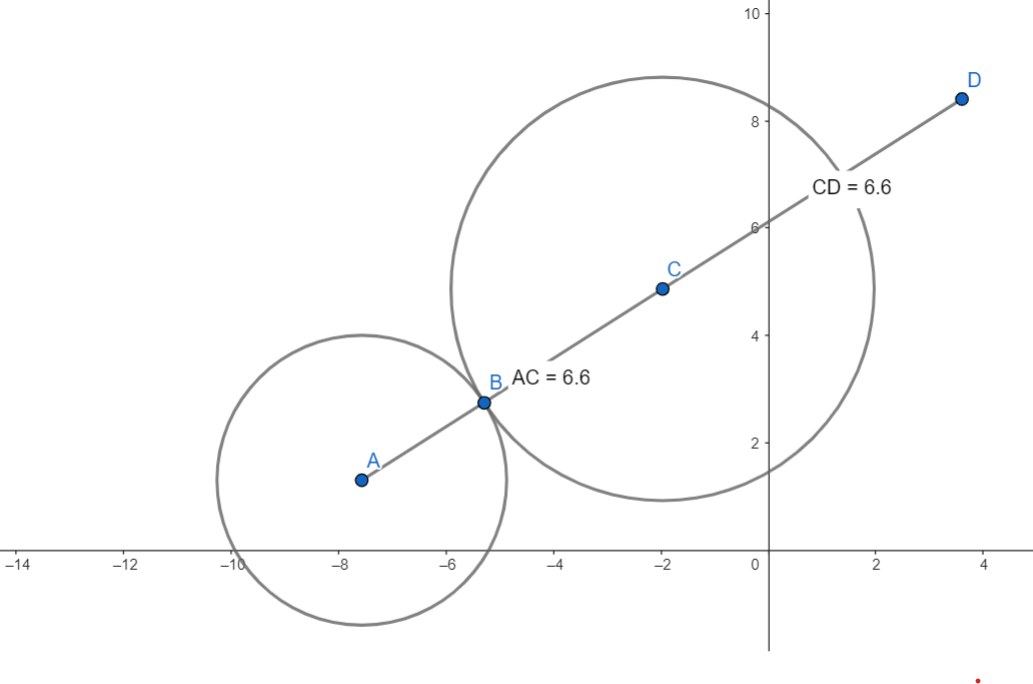 10
D
8
CD = 6.6
6
C
4
B
AC = 6.6
2
A
–14 –12 –10 –8 –6 –4 –2 0 2 4